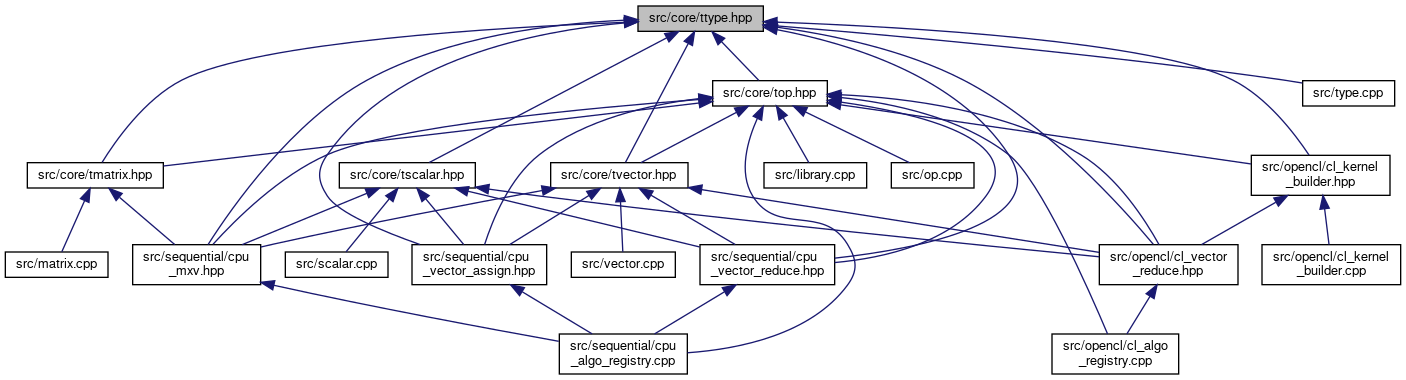 src/core/ttype.hpp
src/core/top.hpp
src/type.cpp
src/core/tmatrix.hpp
src/core/tscalar.hpp
src/core/tvector.hpp
src/library.cpp
src/op.cpp
src/opencl/cl_kernel
_builder.hpp
src/matrix.cpp
src/sequential/cpu
_mxv.hpp
src/scalar.cpp
src/sequential/cpu
_vector_assign.hpp
src/vector.cpp
src/sequential/cpu
_vector_reduce.hpp
src/opencl/cl_vector
_reduce.hpp
src/opencl/cl_kernel
_builder.cpp
src/sequential/cpu
_algo_registry.cpp
src/opencl/cl_algo
_registry.cpp